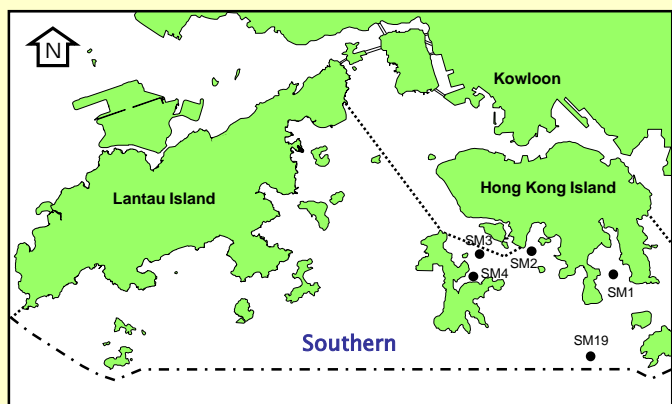 N
Kowloon
Lantau Island
Hong Kong Island
SM3
SM2
SM4
SM1
Southern
SM19